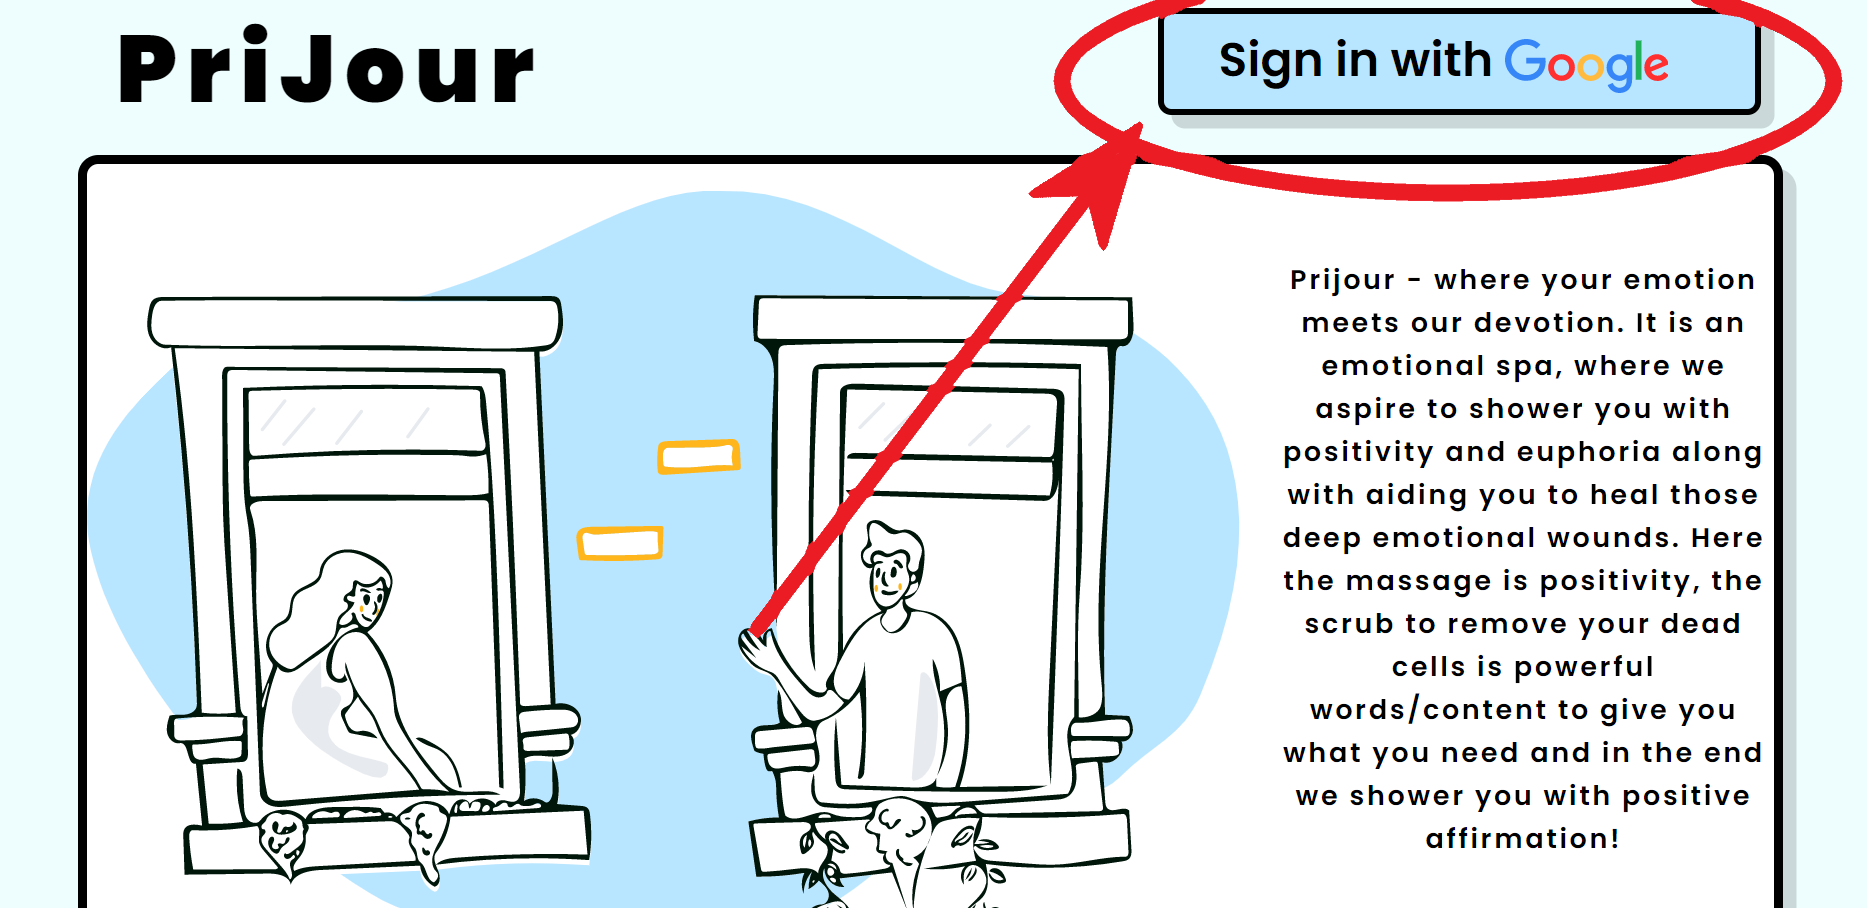 PriJour
Sign in with Google
Prijour - where your emotion
meets our devotion. It is an
emotional spa, where we
aspire to shower you with
positivity and euphoria along
with aiding you to heal those
deep emotional wounds. Here
the massage is positivity, the
scrub to remove your dead
cells is powerful
words/content to give you
what you need and in the end
we shower you with positive
affirmation!